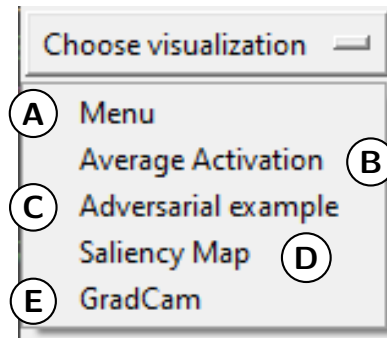 Choose visualization
A Menu
Average Activation B
C Adversarial example
Saliency Map D
E GradCam